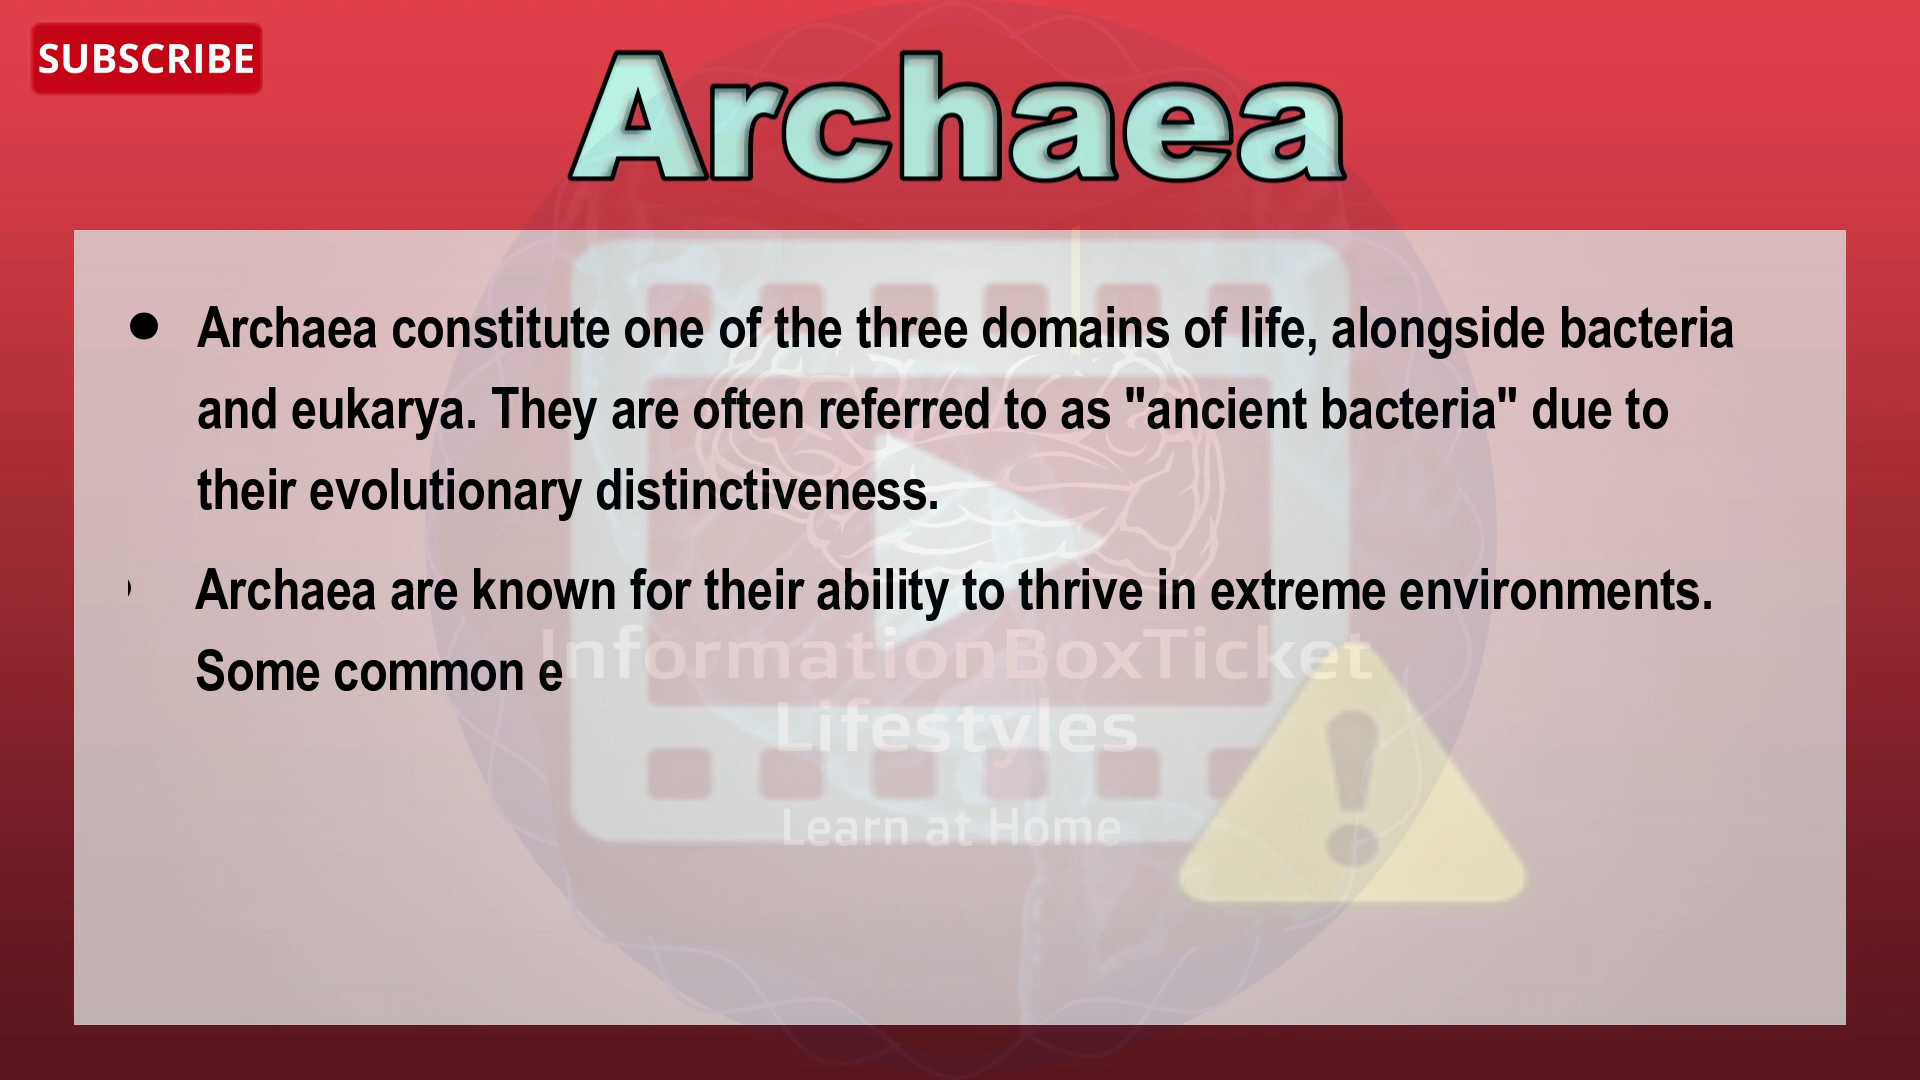 SUBSCRIBE
Archaea
● Archaea constitute one of the three domains of life, alongside bacteria
and eukarya. They are often referred to as "ancient bacteria" due to
their evolutionary distinctiveness.
Archaea are known for their ability to thrive in extreme environments.
Some common e
InformationBoxTicket
Lifestyles
Learn at Home